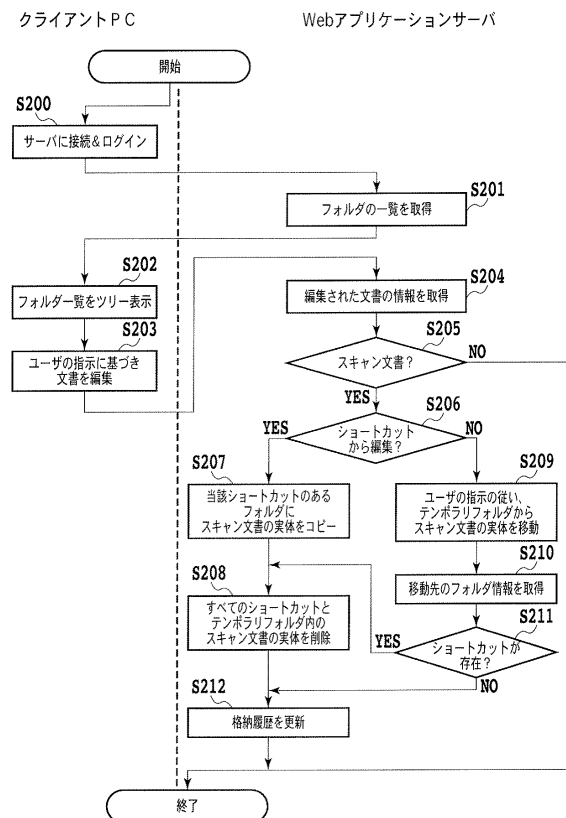 クライアントＰＣ
Webアプリケーションサーバ
開始
S200
サーバに接続＆ログイン
S201
フォルダの一覧を取得
S202
フォルダ一覧をツリー表示
S203
ユーザの指示に基づき
文書を編集
S204
編集された文書の情報を取得
S205
スキャン文書？
NO
YES
S206
ショートカット
から編集？
YES
NO
S207
当該ショートカットのある
フォルダに
スキャン文書の実体をコピー
S209
ユーザの指示の従い、
テンポラリフォルダから
スキャン文書の実体を移動
S210
移動先のフォルダ情報を取得
S208
すべてのショートカットと
テンポラリフォルダ内の
スキャン文書の実体を削除
S211
ショートカットが
存在？
YES
NO
S212
格納履歴を更新
終了